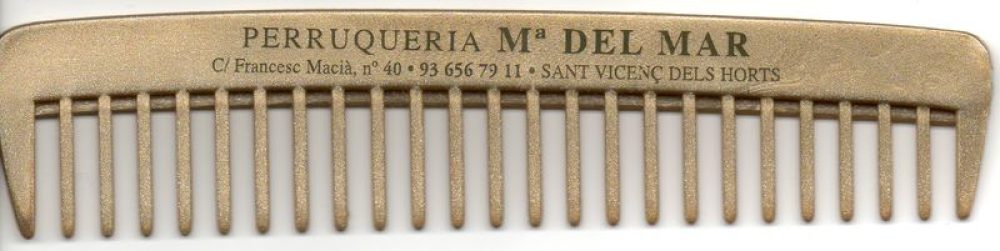 PERRUQUERIA Mª DEL MAR
C/ Francesc Macià, nº 40 • 93 656 79 11 • SANT VICENÇ DELS HORTS